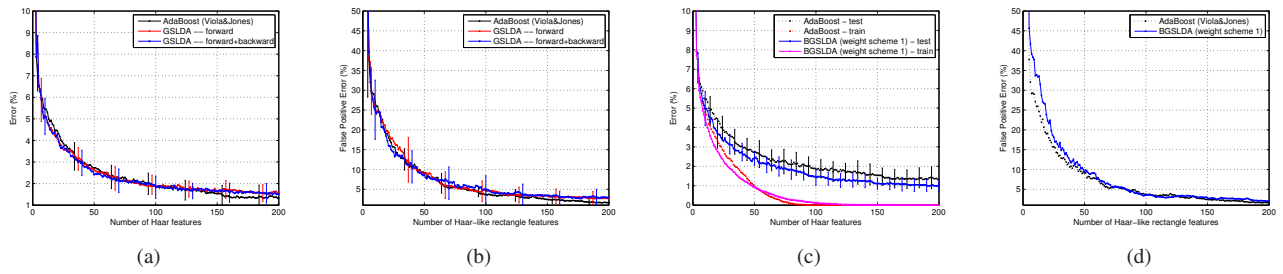 10
9
8
7
6
5
4
3
2
1
Error (%)
0 50 100 150 200
Number of Haar features
AdaBoost (Viola&Jones)
GSLDA −− forward
GSLDA −− forward+backward
(a)
50
45
40
35
30
25
20
15
10
5
False Positive Error (%)
0 50 100 150 200
Number of Haar−like rectangle features
AdaBoost (Viola&Jones)
GSLDA −− forward
GSLDA −− forward+backward
(b)
10
9
8
7
6
5
4
3
2
1
0
Error (%)
0 50 100 150 200
Number of Haar features
AdaBoost − test
AdaBoost − train
BGSLDA (weight scheme 1) − test
BGSLDA (weight scheme 1) − train
(c)
50
45
40
35
30
25
20
15
10
5
False Positive Error (%)
0 50 100 150 200
Number of Haar−like rectangle features
AdaBoost (Viola&Jones)
BGSLDA (weight scheme 1)
(d)